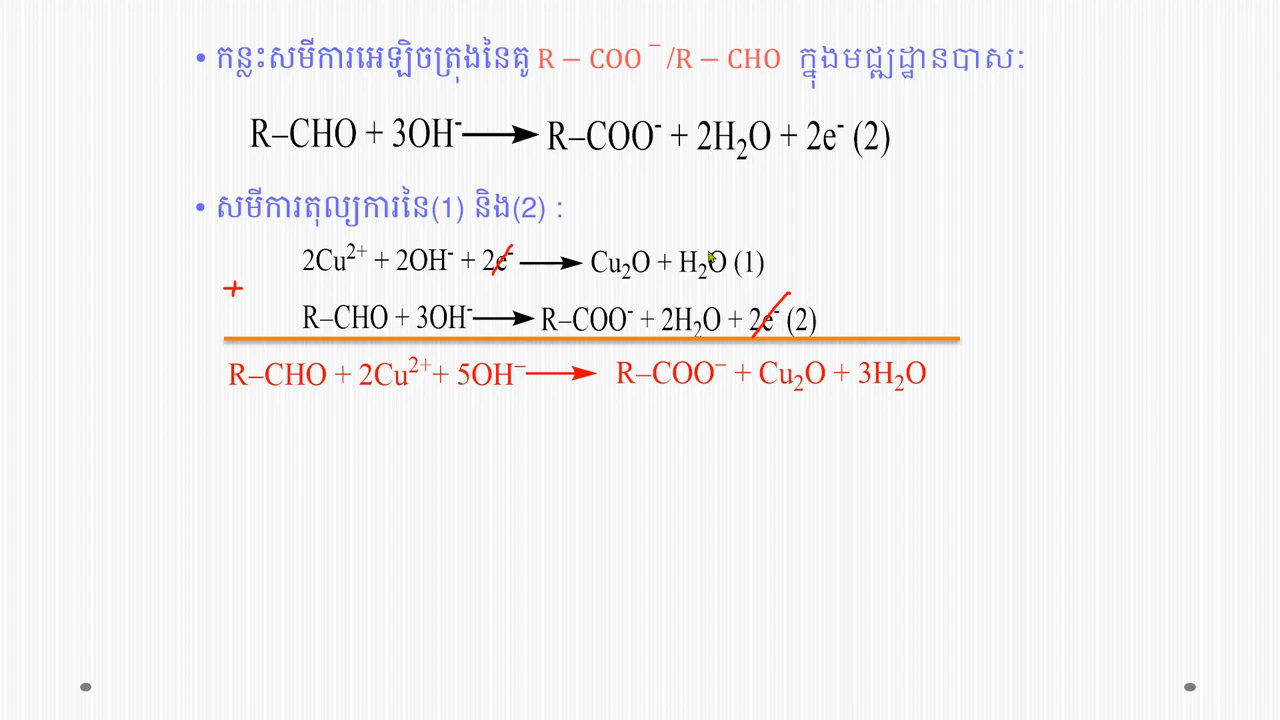 • កន្លះសមីការអេឡិចត្រុងនៃគូ R − COO⁻/R − CHO ក្នុងមជ្ឈដ្ឋានបាស:
R–CHO + 3OH⁻ ⟶ R–COO⁻ + 2H₂O + 2e⁻ (2)
• សមីការតុល្យការនៃ(1) និង(2) :
2Cu²⁺ + 2OH⁻ + 2e⁻ ⟶ Cu₂O + H₂O (1)
+
R–CHO + 3OH⁻ ⟶ R–COO⁻ + 2H₂O + 2e⁻ (2)
R–CHO + 2Cu²⁺ + 5OH⁻ ⟶ R–COO⁻ + Cu₂O + 3H₂O